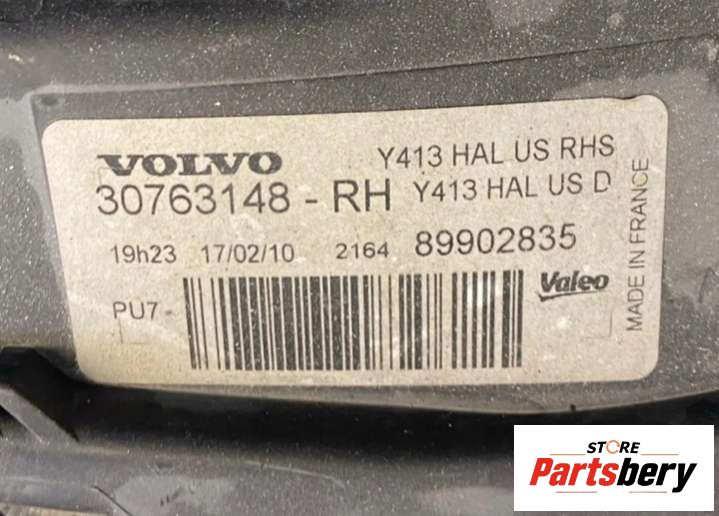 VOLVO Y413 HAL US RHS
30763148 - RH Y413 HAL US D
19h23 17/02/10 2164 89902835
PU7 -
Valeo
MADE IN FRANCE
STORE
Partsbery